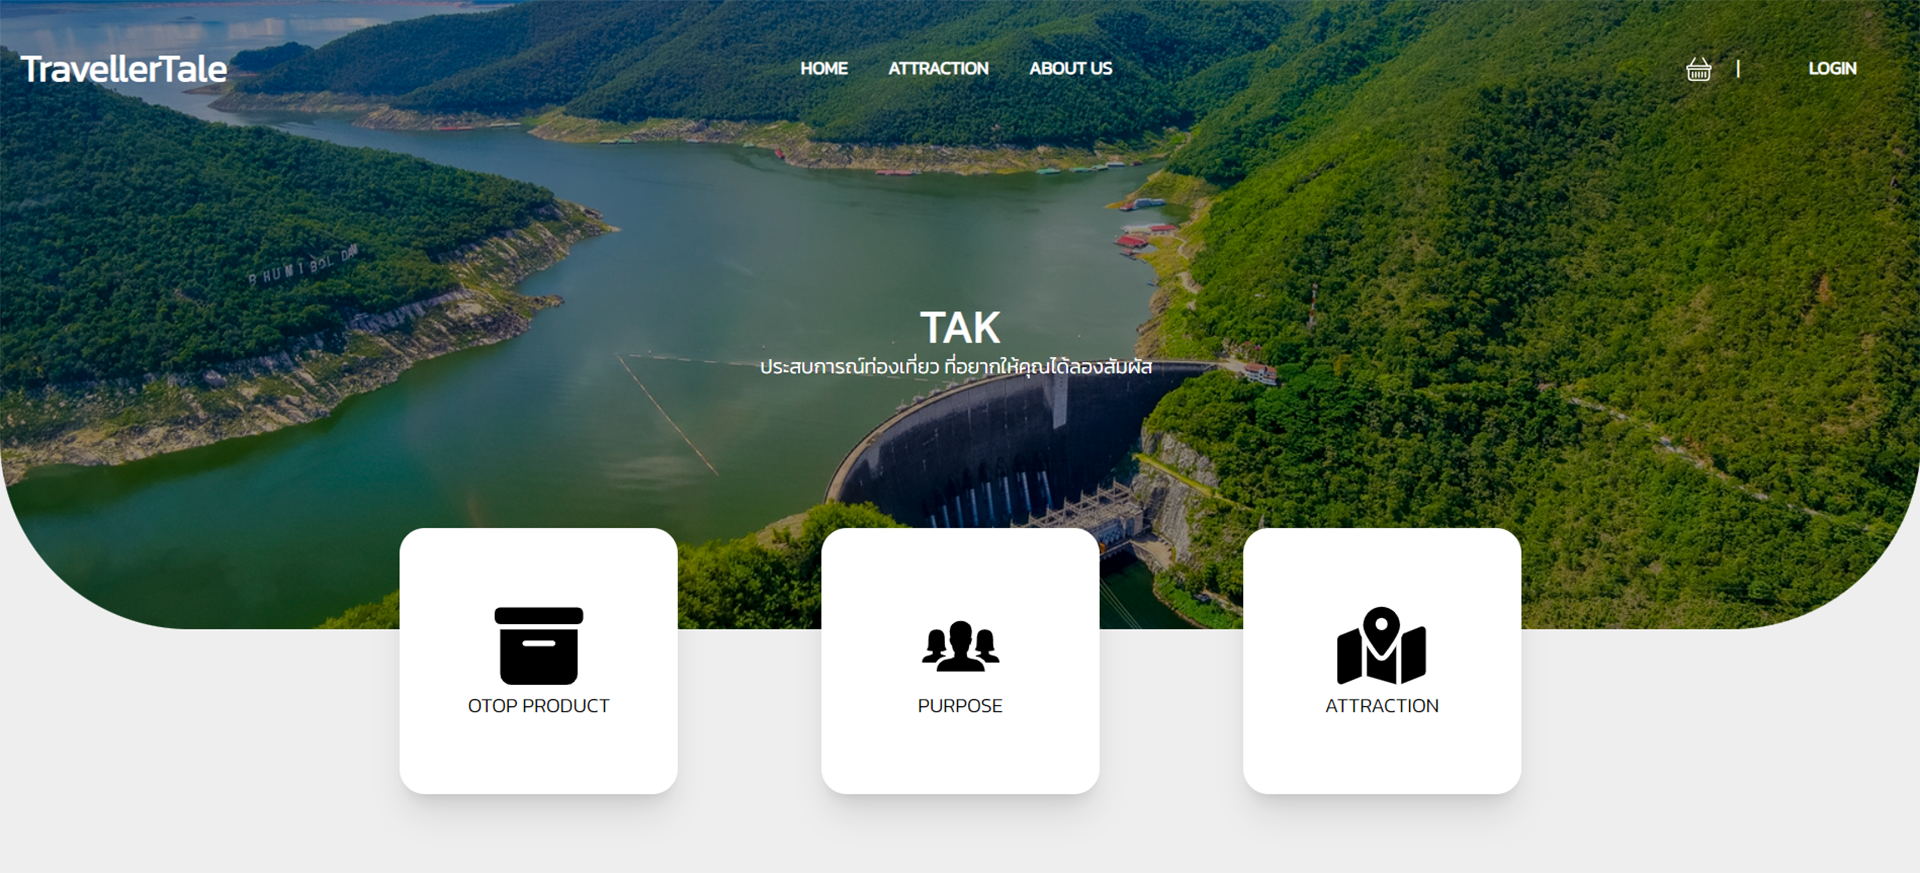 TravellerTale
HOME ATTRACTION ABOUT US
| LOGIN
BHUMIBOL DAM
TAK
ประสบการณ์ท่องเที่ยว ที่อยากให้คุณได้ลองสัมผัส
OTOP PRODUCT
PURPOSE
ATTRACTION